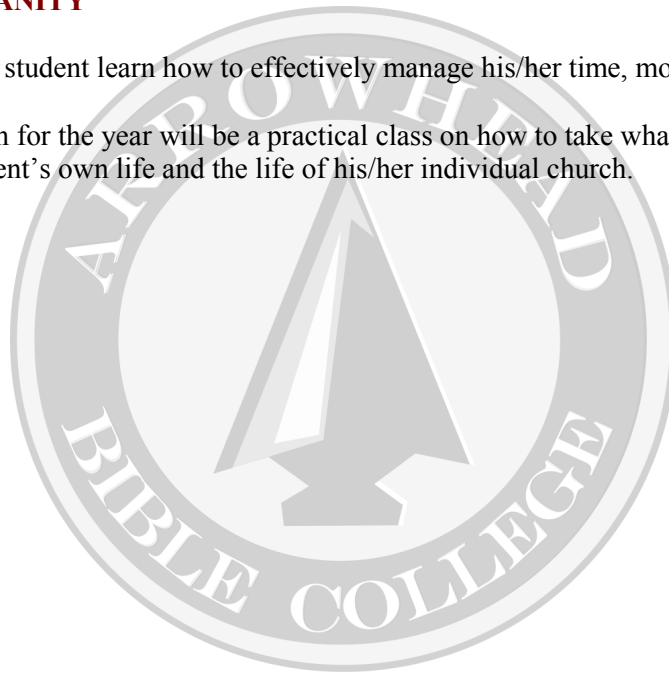 ANITY
student learn how to effectively manage his/her time, mo
n for the year will be a practical class on how to take wha
ent’s own life and the life of his/her individual church.
ARROWHEAD
BIBLE COLLEGE